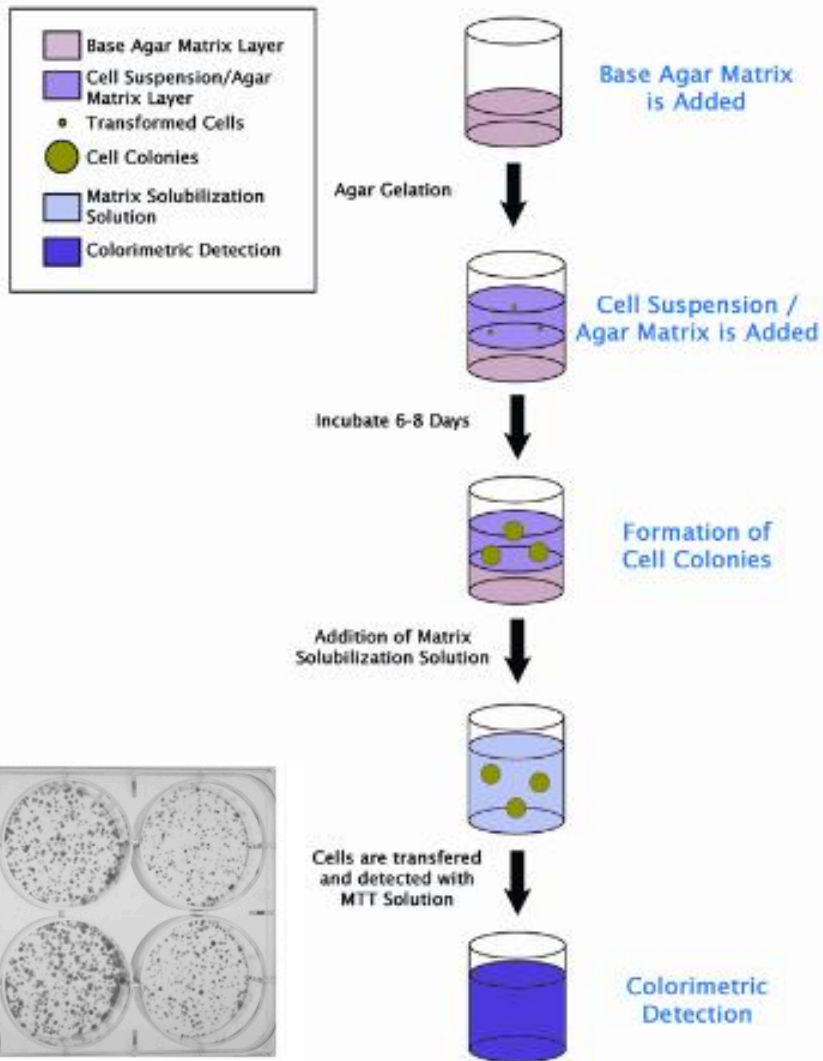 Base Agar Matrix Layer
Cell Suspension/Agar
Matrix Layer
Transformed Cells
Cell Colonies
Matrix Solubilization
Solution
Colorimetric Detection
Base Agar Matrix
is Added
Agar Gelation
Cell Suspension /
Agar Matrix is Added
Incubate 6-8 Days
Formation of
Cell Colonies
Addition of Matrix
Solubilization Solution
Cells are transfered
and detected with
MTT Solution
Colorimetric
Detection